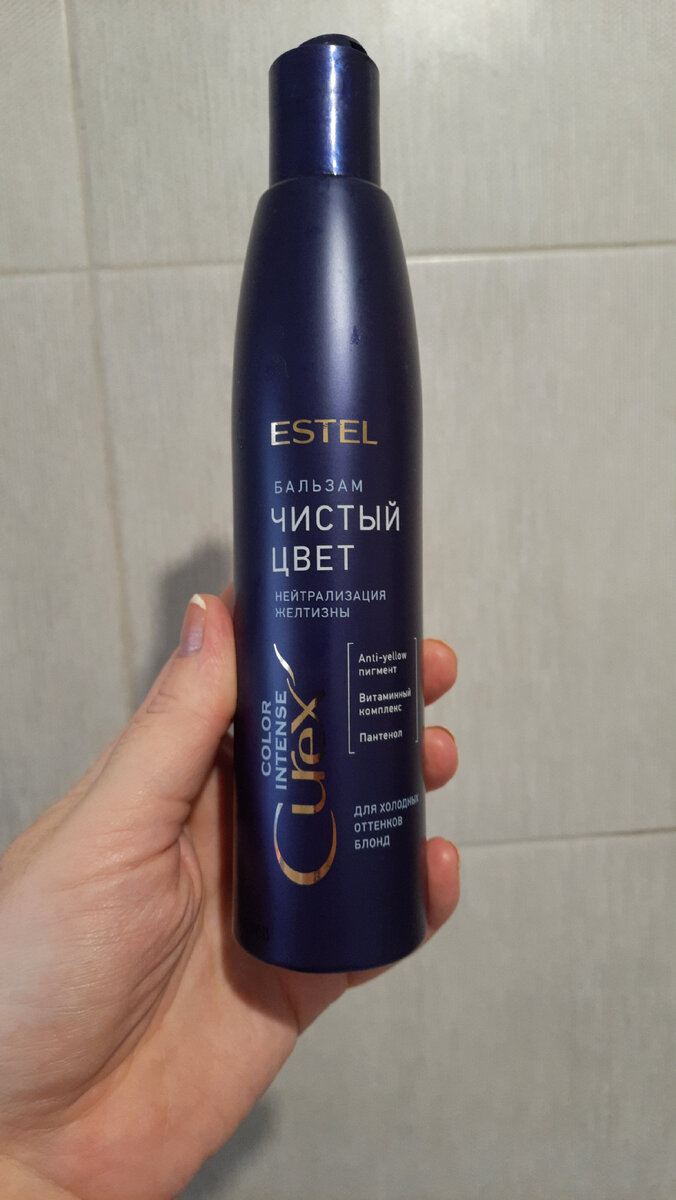 ESTEL
БАЛЬЗАМ
ЧИСТЫЙ
ЦВЕТ
НЕЙТРАЛИЗАЦИЯ
ЖЕЛТИЗНЫ
COLOR
INTENSE
Curex
Anti-yellow
пигмент
Витаминный
комплекс
Пантенол
ДЛЯ ХОЛОДНЫХ
ОТТЕНКОВ
БЛОНД